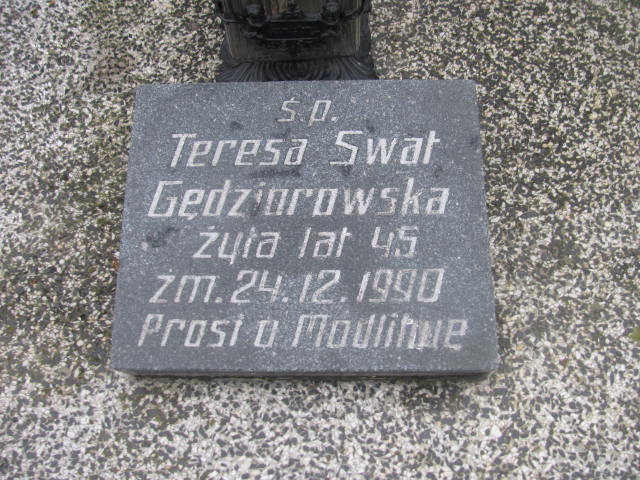 ś.p.
Teresa Swat
Gędziorowska
żyła lat 45
zm. 24.12.1990
Prosi o Modlitwę